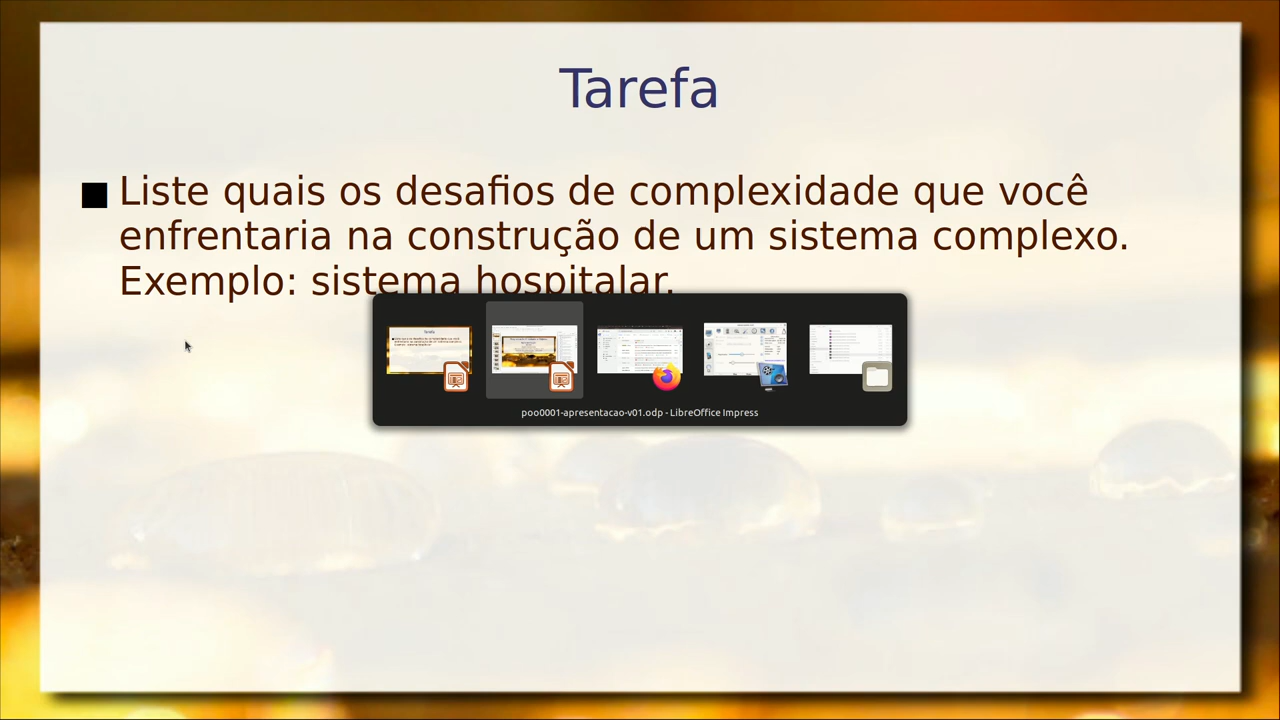 Tarefa
Liste quais os desafios de complexidade que você
enfrentaria na construção de um sistema complexo.
Exemplo: sistema hospitalar.
poo0001-apresentacao-v01.odp - LibreOffice Impress